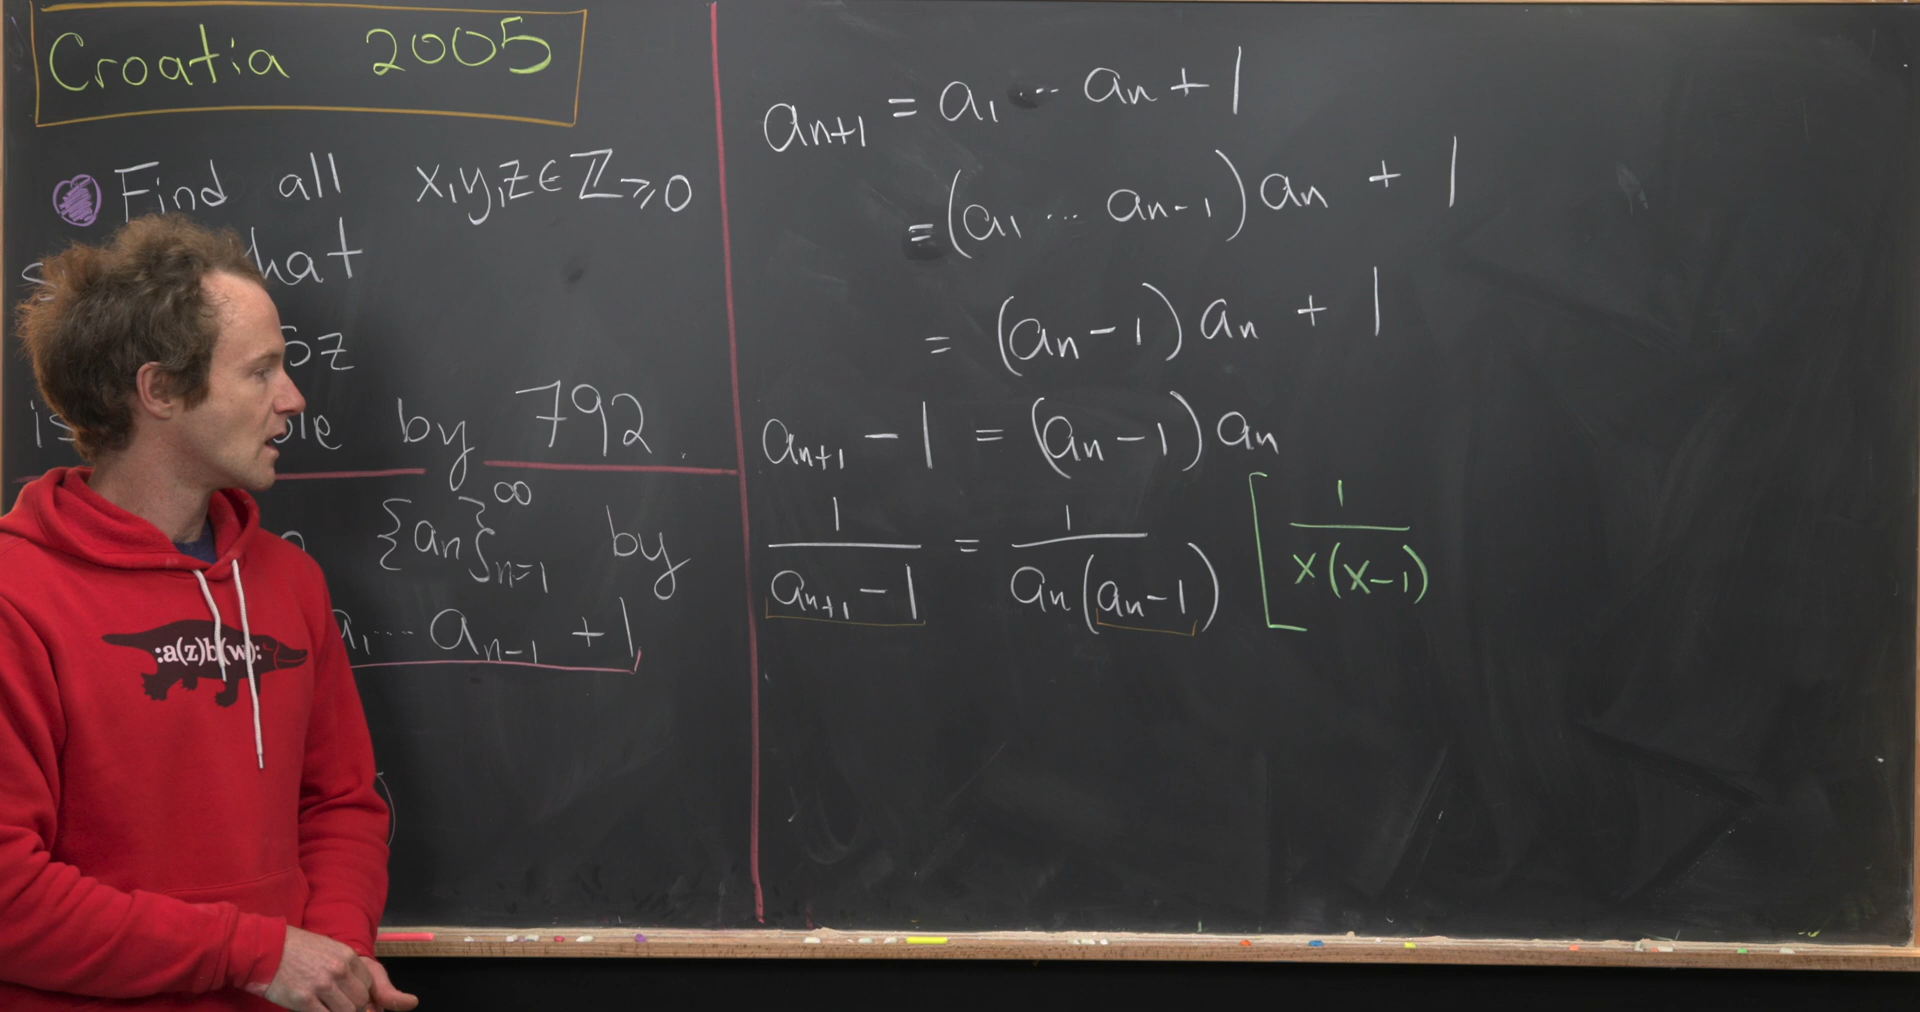 Croatia 2005
Find all x,y,z∈ℤ≥0
hat
5z
by 792.
{an}∞n=1 by
a1 ⋯ an-1 + 1
:a(z)b(w):
an+1 = a1 ⋯ an + 1
= (a1 ⋯ an-1) an + 1
= (an - 1) an + 1
an+1 - 1 = (an - 1) an
1/(an+1 - 1) = 1/(an(an - 1)) [ 1/(x(x-1))